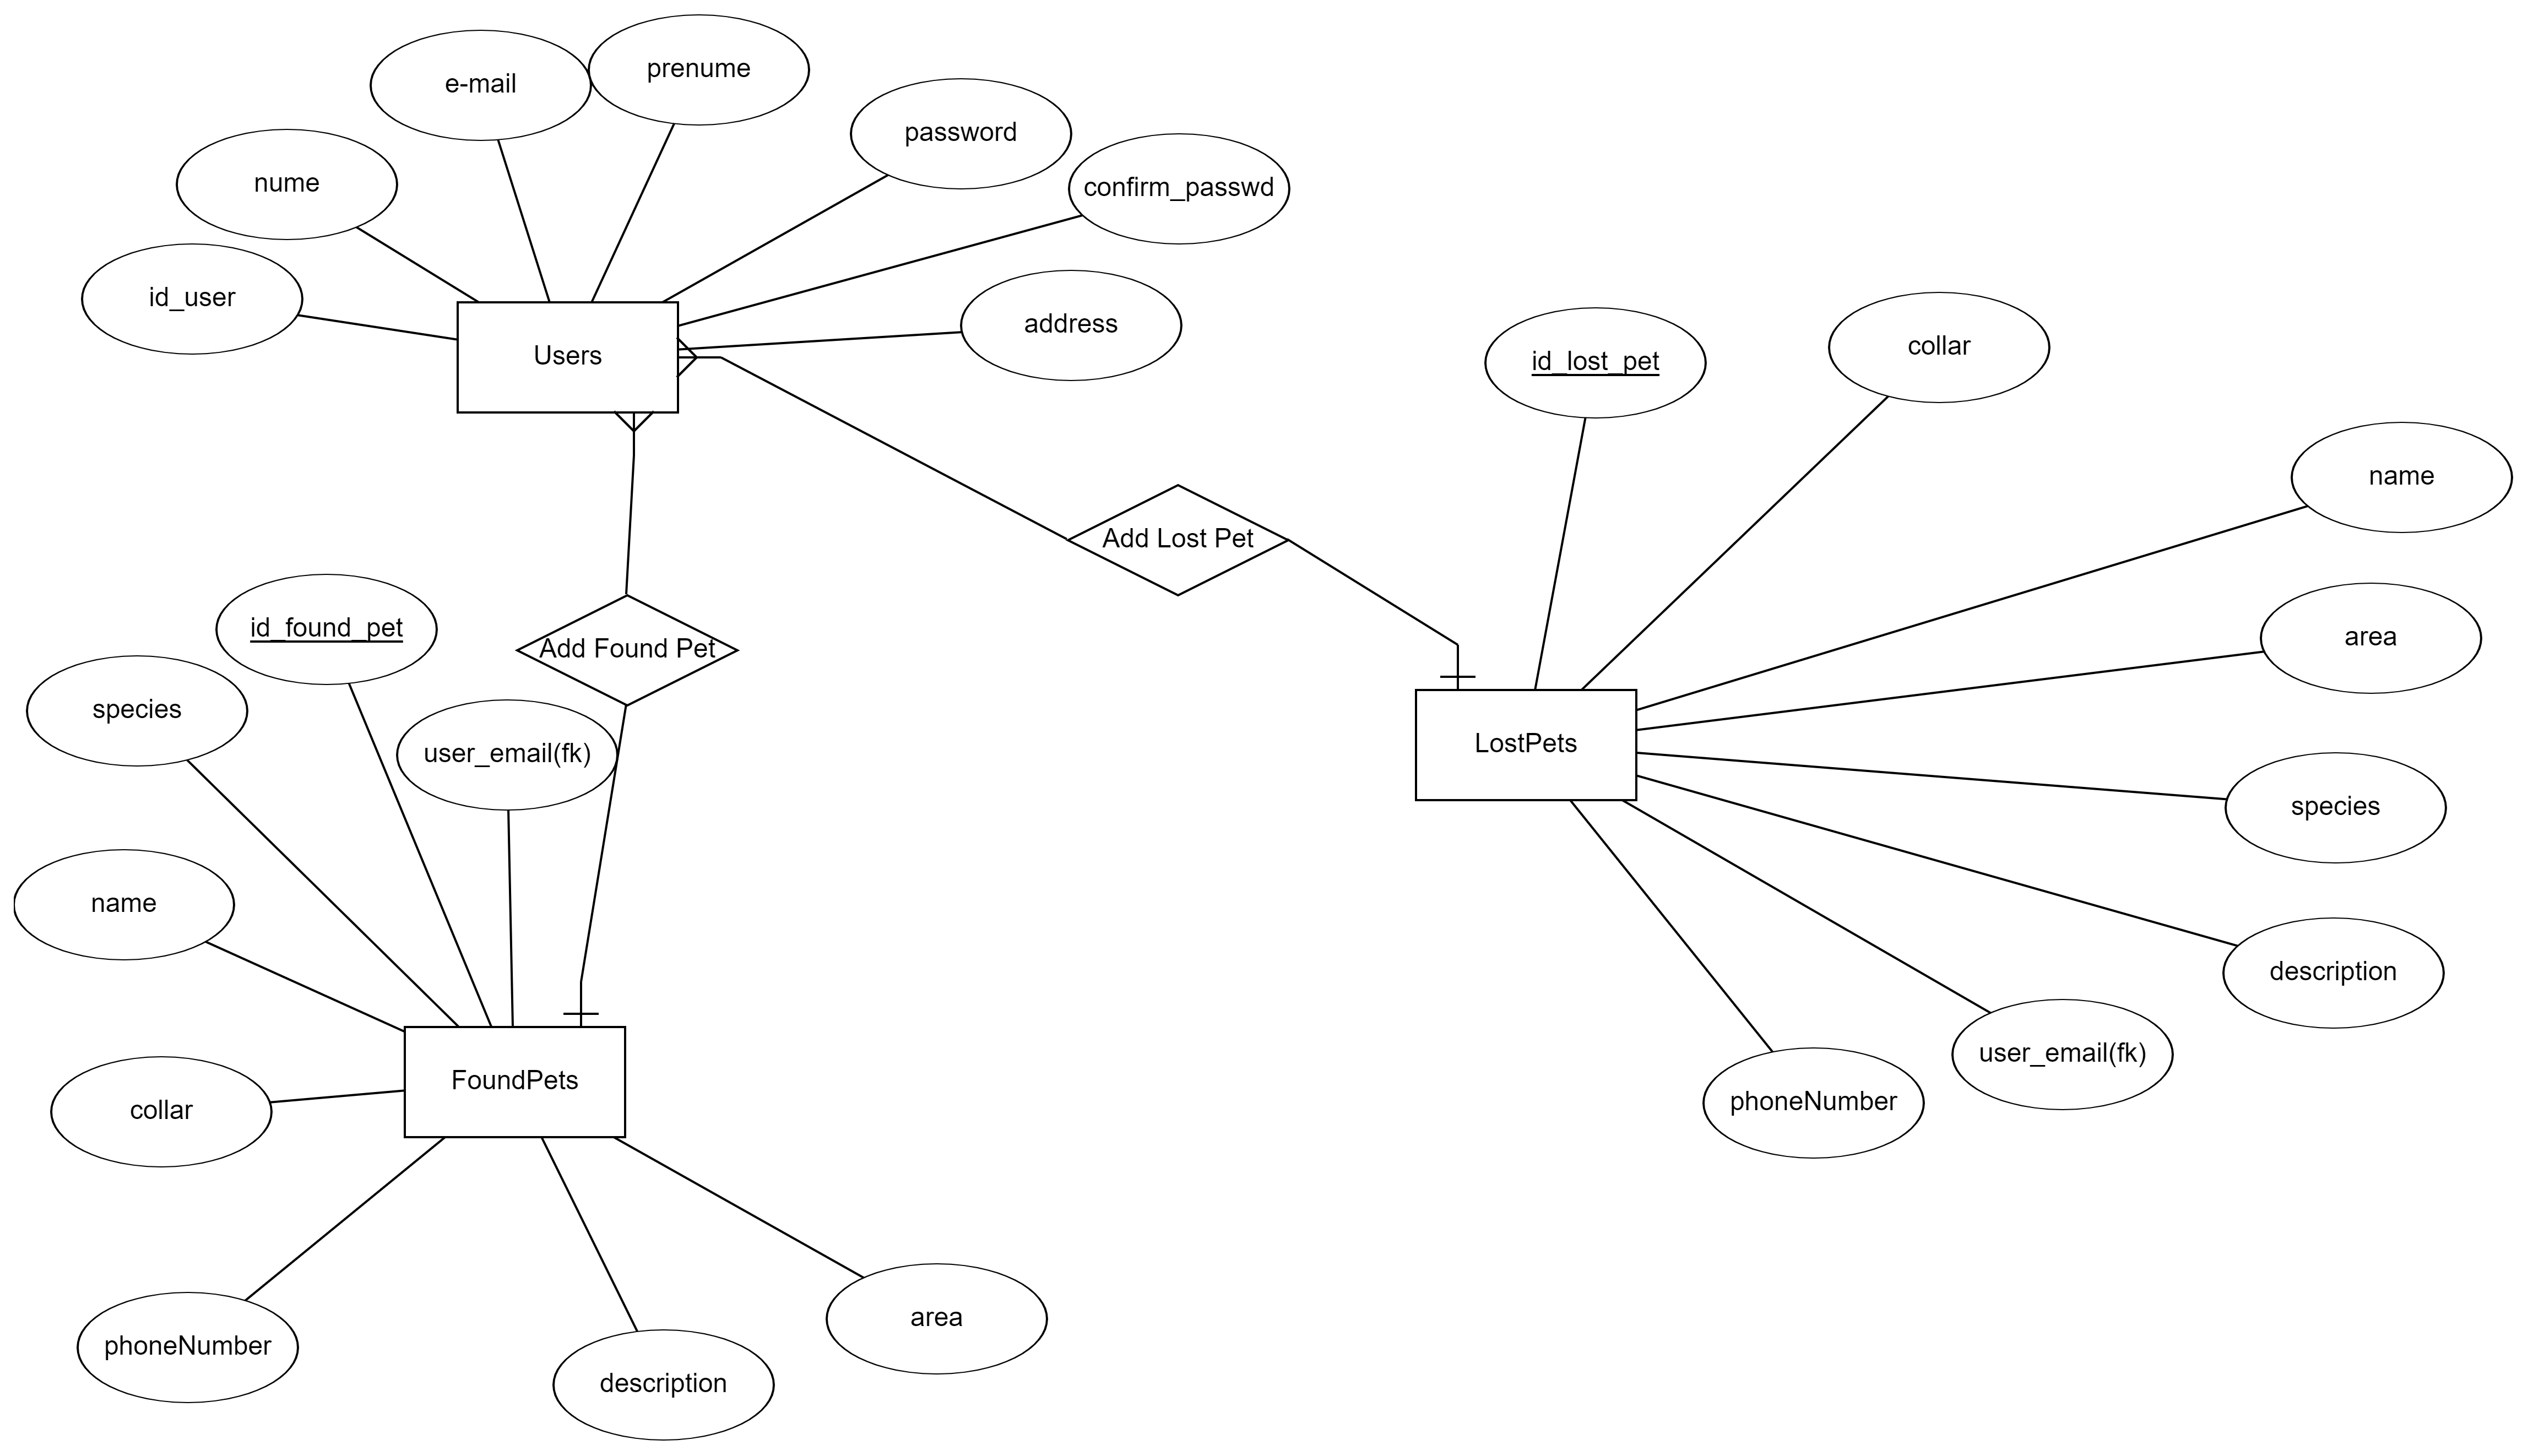 prenume
e-mail
password
nume
confirm_passwd
id_user
address
Users
collar
id_lost_pet
name
Add Lost Pet
id_found_pet
area
Add Found Pet
species
LostPets
user_email(fk)
species
name
description
user_email(fk)
FoundPets
phoneNumber
collar
area
phoneNumber
description